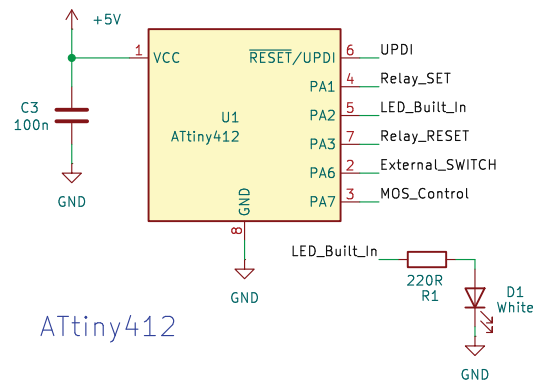 +5V
1 VCC
RESET/UPDI 6 UPDI
PA1 4 Relay_SET
C3
100n
U1
ATtiny412
PA2 5 LED_Built_In
PA3 7 Relay_RESET
PA6 2 External_SWITCH
PA7 3 MOS_Control
GND
GND
8
GND
LED_Built_In
220R
R1
D1
White
GND
ATtiny412